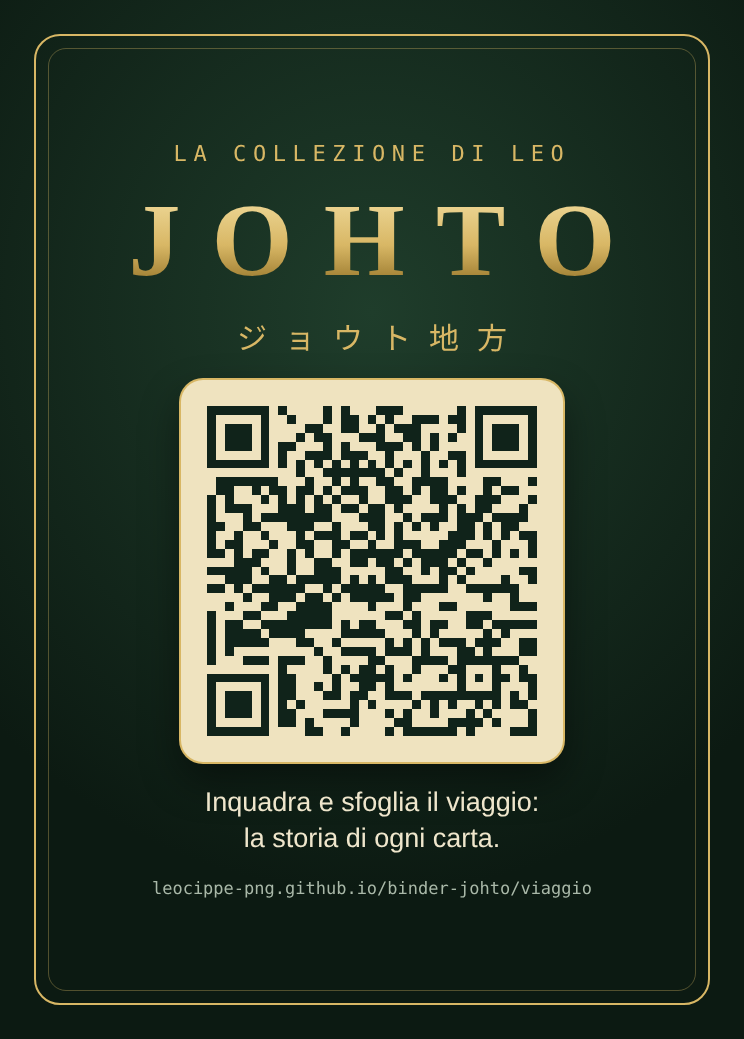 LA COLLEZIONE DI LEO
JOHTO
ジョウト地方
Inquadra e sfoglia il viaggio:
la storia di ogni carta.
leocippe-png.github.io/binder-johto/viaggio